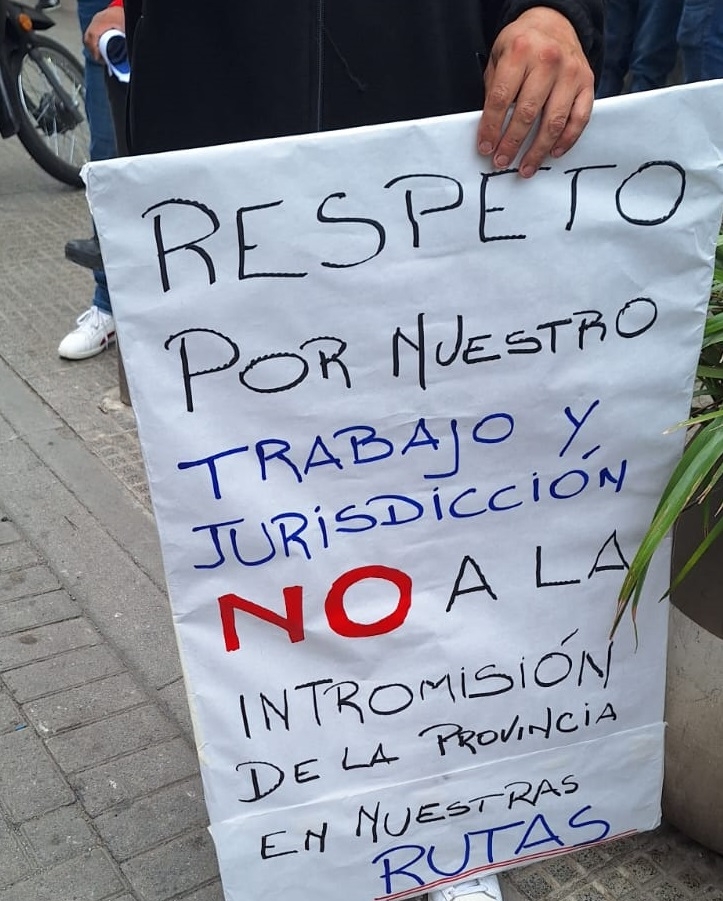 RESPETO
POR NUESTRO
TRABAJO Y
JURISDICCIÓN
NO A LA
INTROMISIÓN
DE LA PROVINCIA
EN NUESTRAS
RUTAS